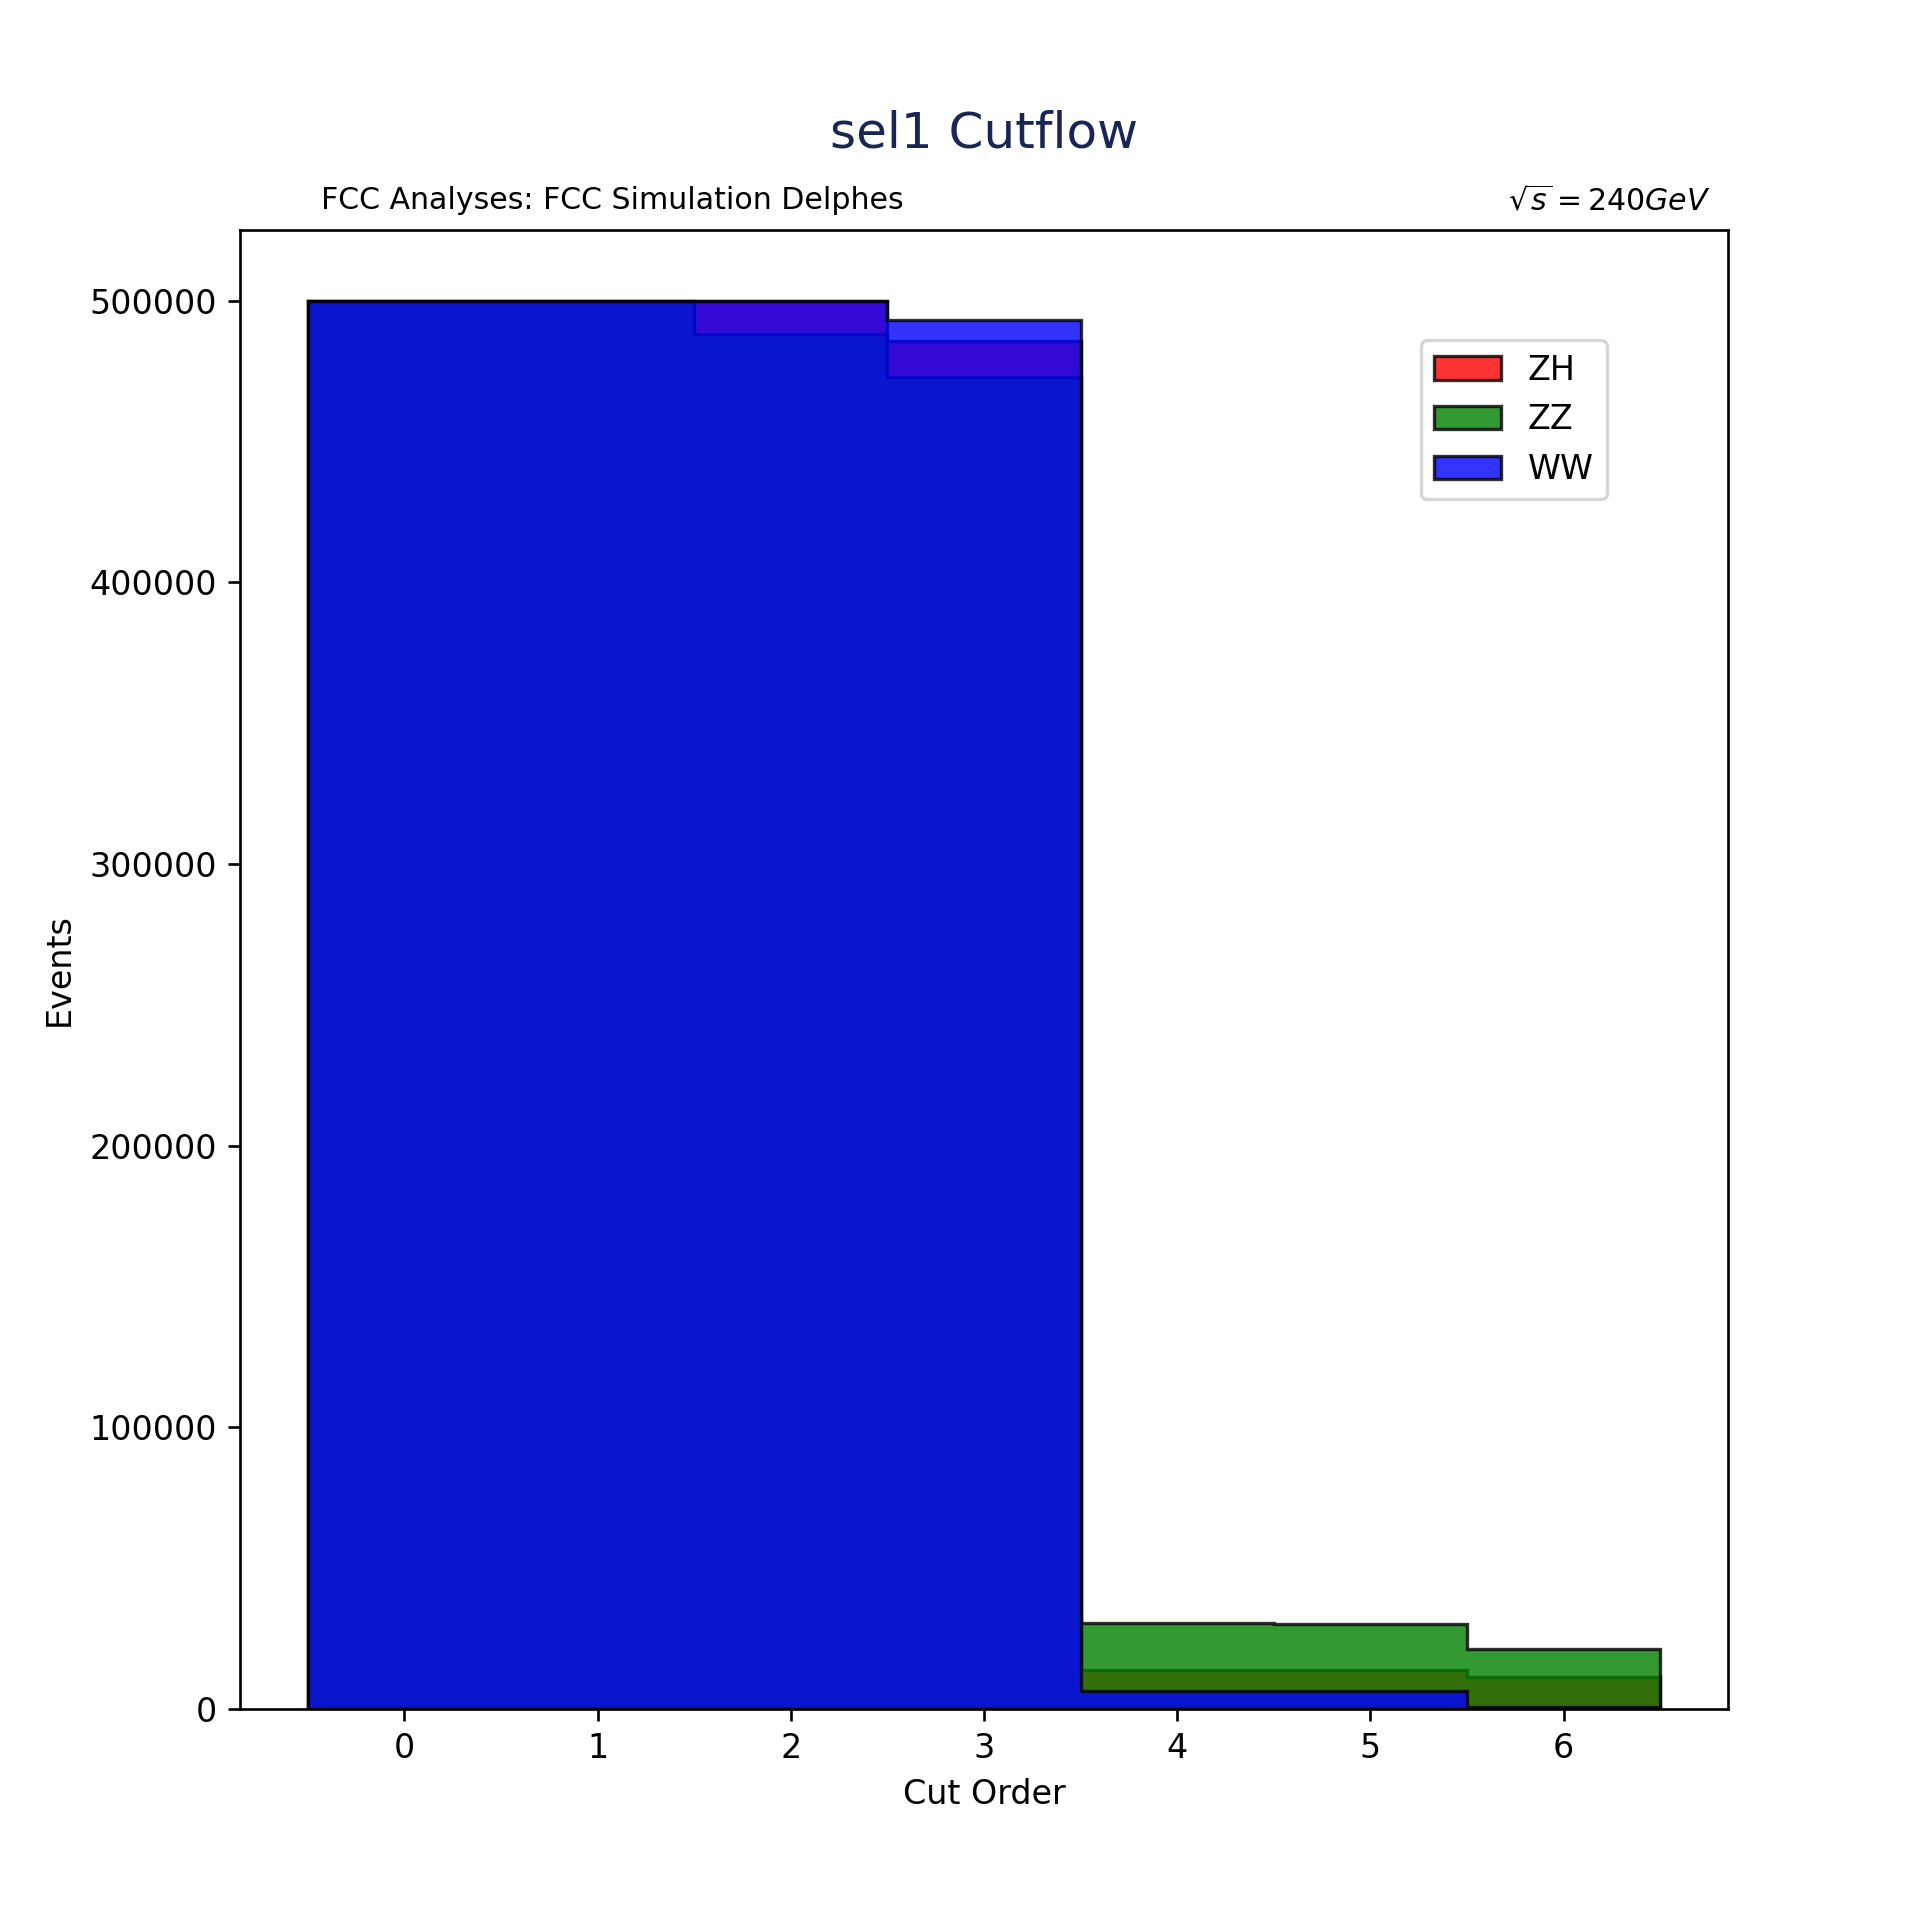 sel1 Cutflow
FCC Analyses: FCC Simulation Delphes
√s = 240GeV
500000
400000
300000
200000
100000
0
Events
ZH
ZZ
WW
0 1 2 3 4 5 6
Cut Order